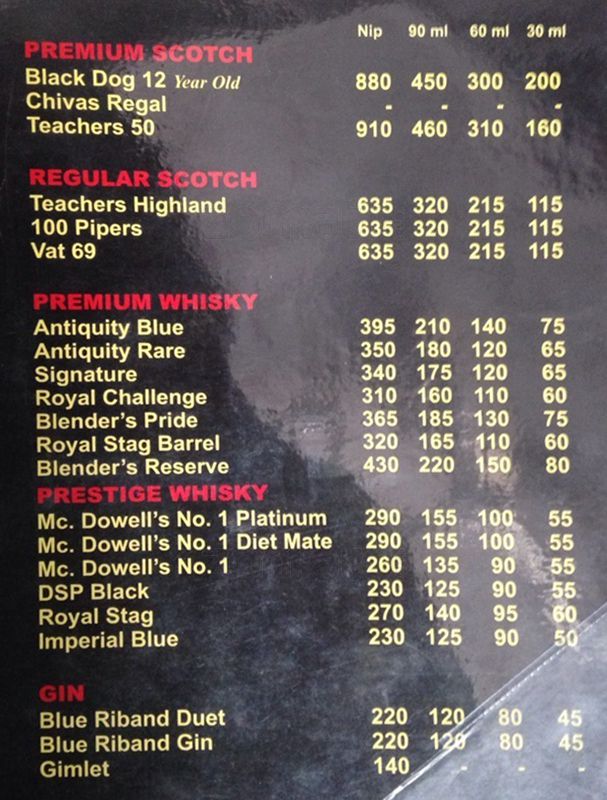 Nip 90 ml 60 ml 30 ml
PREMIUM SCOTCH
Black Dog 12 Year Old 880 450 300 200
Chivas Regal - - - -
Teachers 50 910 460 310 160
REGULAR SCOTCH
Teachers Highland 635 320 215 115
100 Pipers 635 320 215 115
Vat 69 635 320 215 115
PREMIUM WHISKY
Antiquity Blue 395 210 140 75
Antiquity Rare 350 180 120 65
Signature 340 175 120 65
Royal Challenge 310 160 110 60
Blender's Pride 365 185 130 75
Royal Stag Barrel 320 165 110 60
Blender's Reserve 430 220 150 80
PRESTIGE WHISKY
Mc. Dowell's No. 1 Platinum 290 155 100 55
Mc. Dowell's No. 1 Diet Mate 290 155 100 55
Mc. Dowell's No. 1 260 135 90 55
DSP Black 230 125 90 55
Royal Stag 270 140 95 60
Imperial Blue 230 125 90 50
GIN
Blue Riband Duet 220 120 80 45
Blue Riband Gin 220 120 80 45
Gimlet 140 - - -